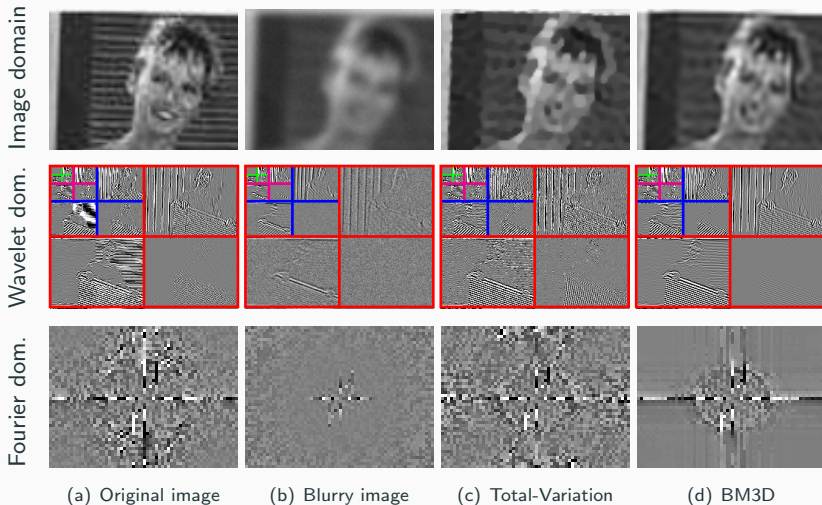 Image domain
Wavelet dom.
Fourier dom.
(a) Original image
(b) Blurry image
(c) Total-Variation
(d) BM3D